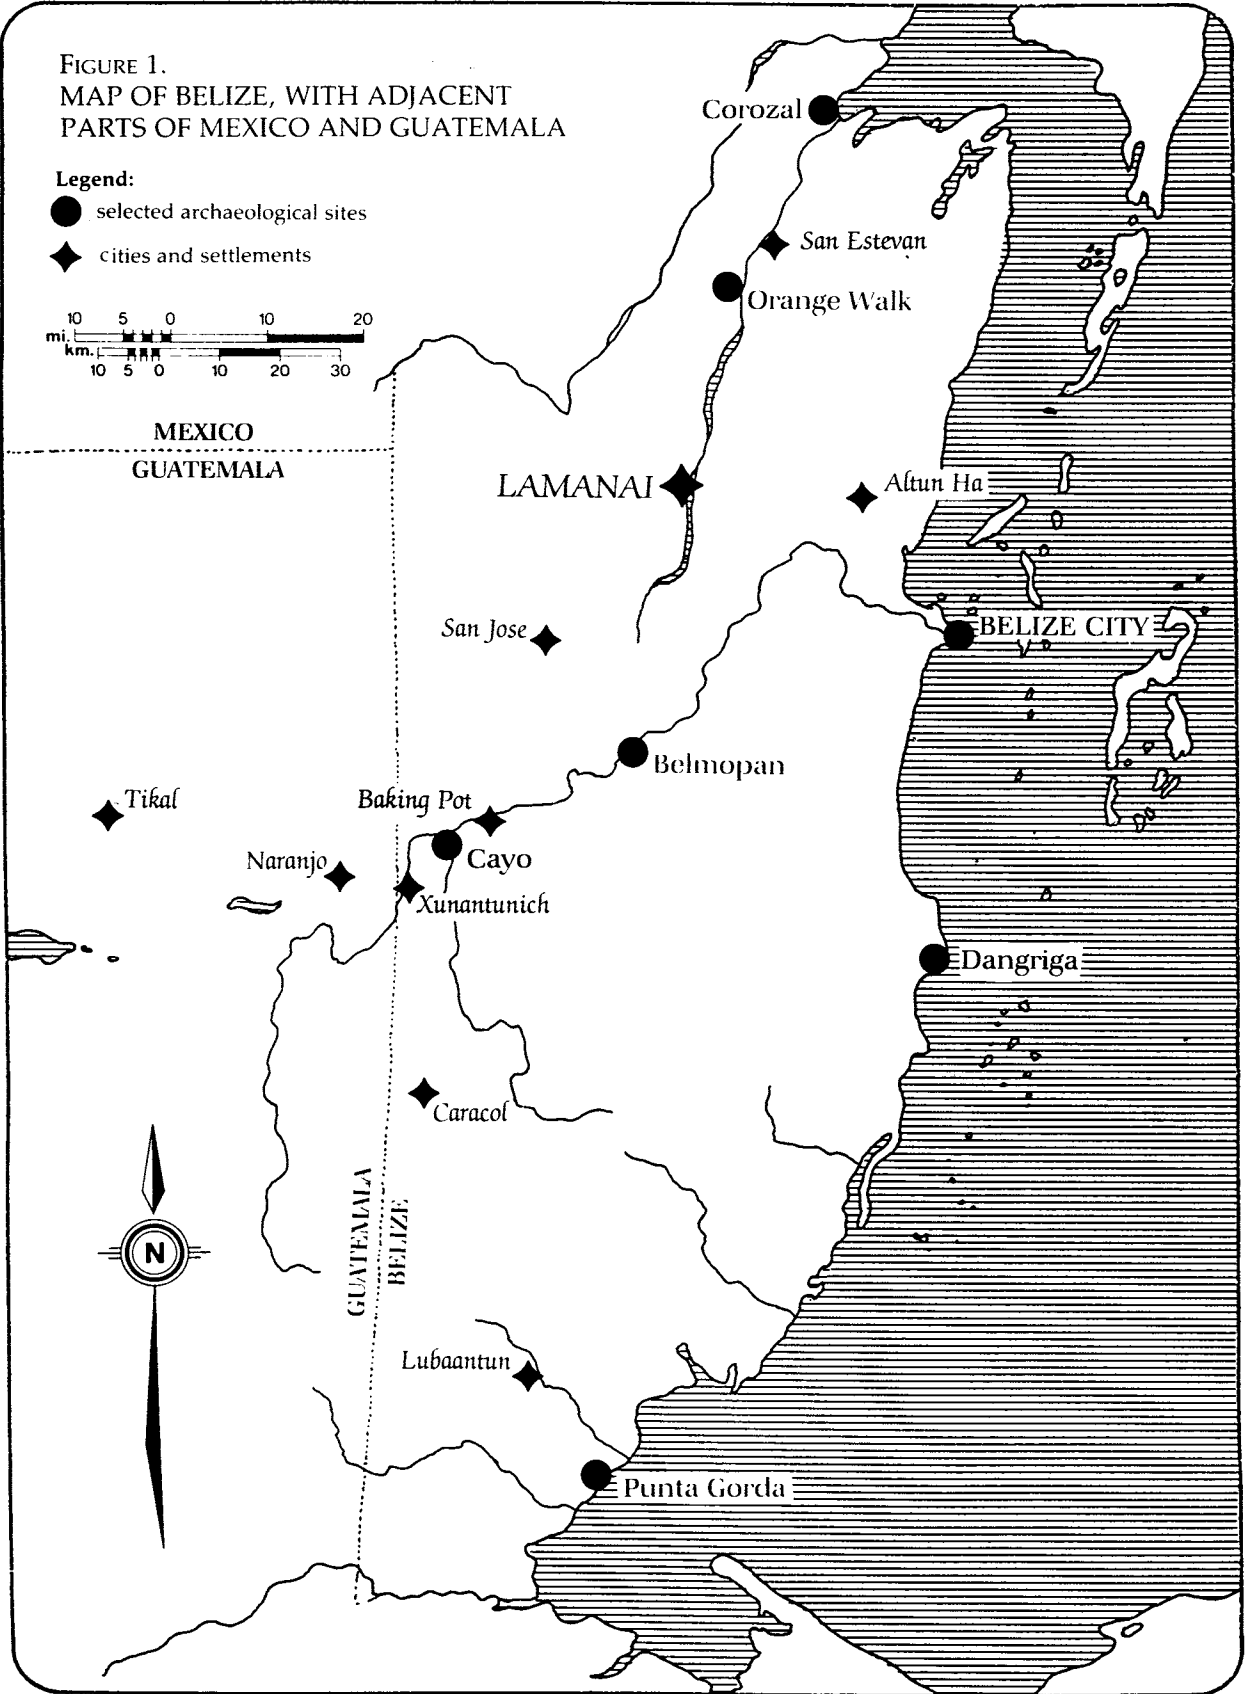 FIGURE 1.
MAP OF BELIZE, WITH ADJACENT
PARTS OF MEXICO AND GUATEMALA
Legend:
selected archaeological sites
cities and settlements
10 5 0 10 20
mi.
km.
10 5 0 10 20 30
MEXICO
GUATEMALA
Corozal
San Estevan
Orange Walk
LAMANAI
Altun Ha
San Jose
BELIZE CITY
Belmopan
Tikal
Baking Pot
Cayo
Naranjo
Xunantunich
Dangriga
Caracol
GUATEMALA
BELIZE
N
Lubaantun
Punta Gorda